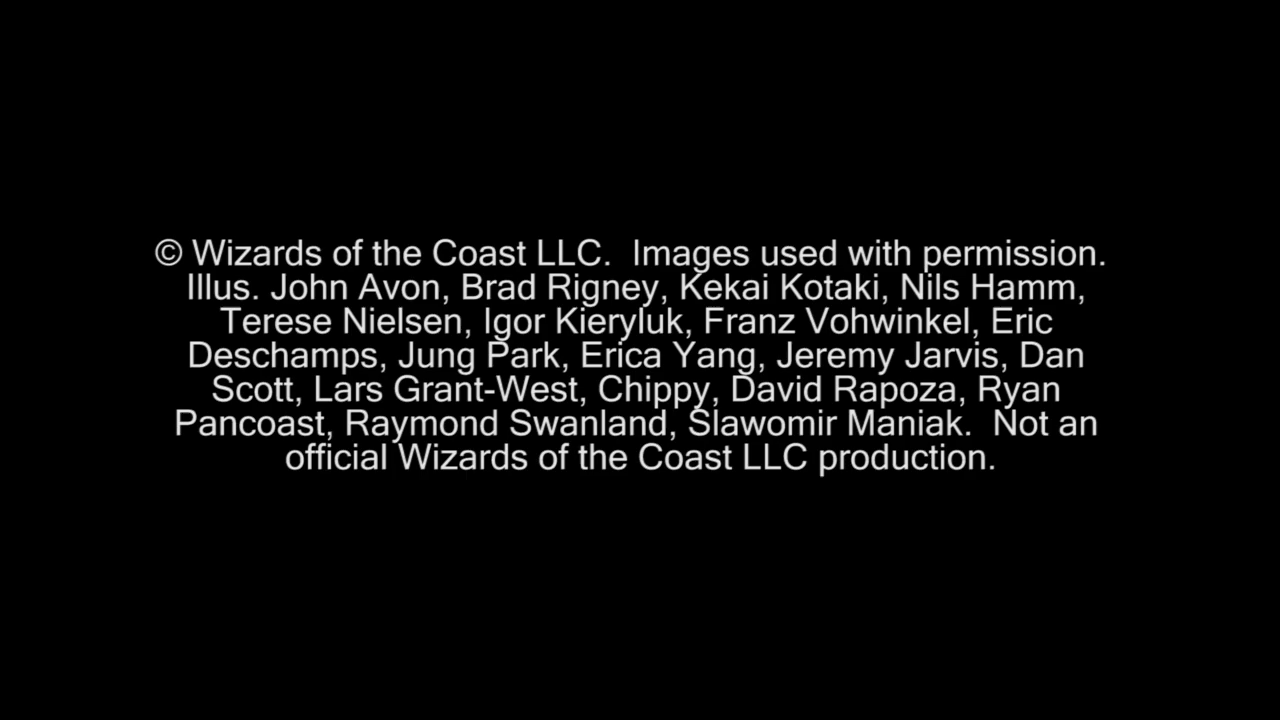 © Wizards of the Coast LLC.  Images used with permission.
Illus. John Avon, Brad Rigney, Kekai Kotaki, Nils Hamm,
Terese Nielsen, Igor Kieryluk, Franz Vohwinkel, Eric
Deschamps, Jung Park, Erica Yang, Jeremy Jarvis, Dan
Scott, Lars Grant-West, Chippy, David Rapoza, Ryan
Pancoast, Raymond Swanland, Slawomir Maniak.  Not an
official Wizards of the Coast LLC production.